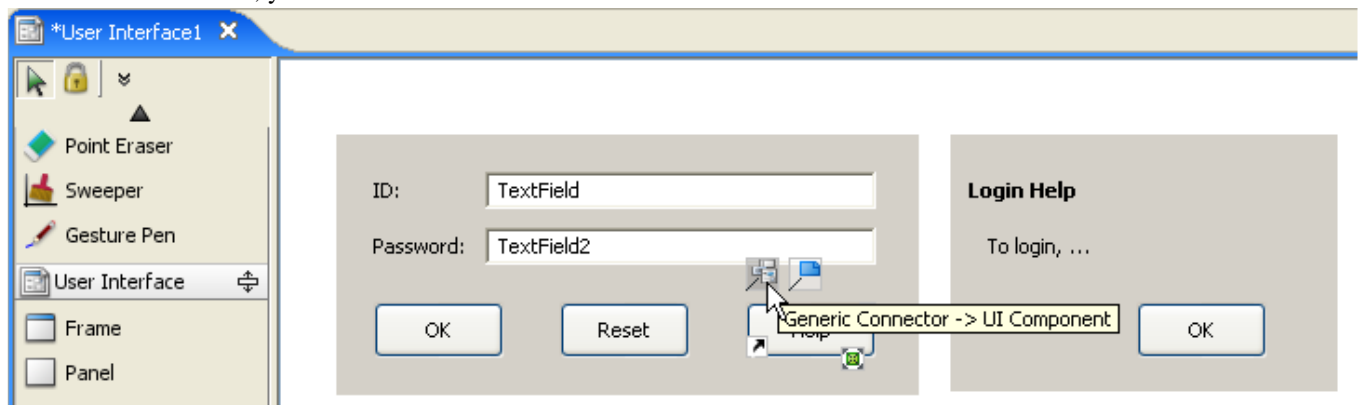 *User Interface1
Point Eraser
Sweeper
Gesture Pen
User Interface
Frame
Panel
ID:
TextField
Password:
TextField2
OK
Reset
Help
Generic Connector -> UI Component
Login Help
To login, ...
OK